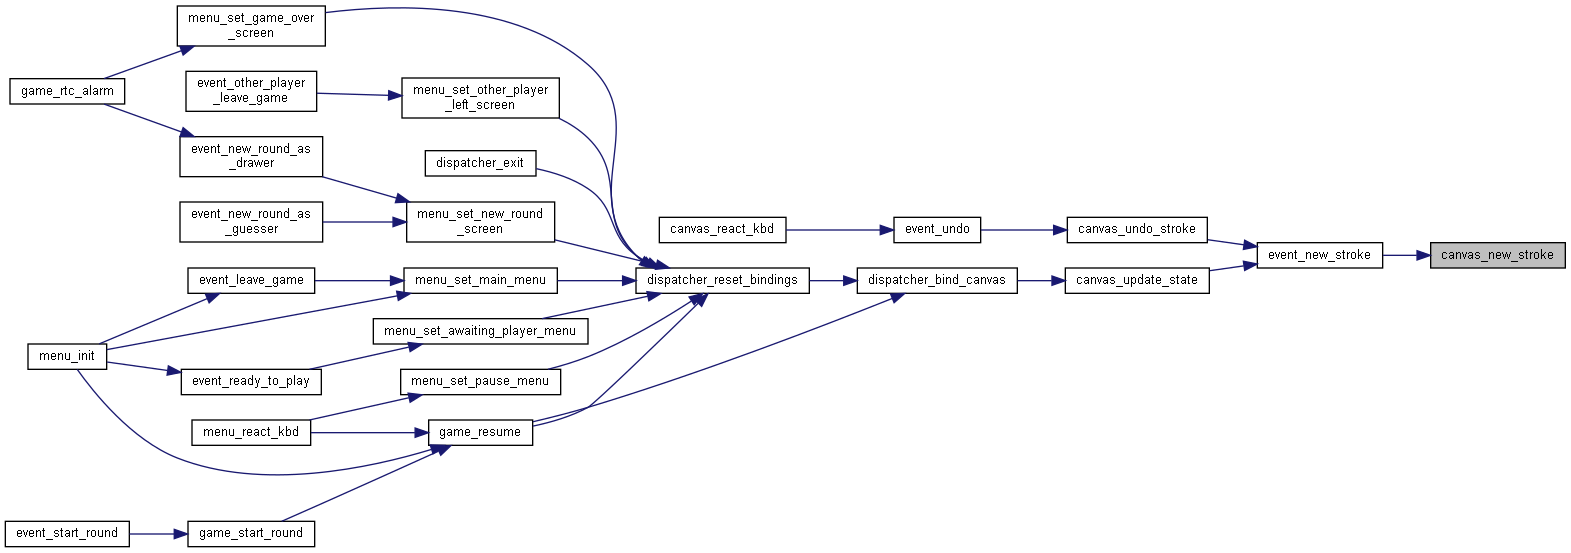 menu_set_game_over
_screen
game_rtc_alarm
event_other_player
_leave_game
menu_set_other_player
_left_screen
event_new_round_as
_drawer
dispatcher_exit
event_new_round_as
_guesser
menu_set_new_round
_screen
canvas_react_kbd
event_undo
canvas_undo_stroke
event_new_stroke
canvas_new_stroke
event_leave_game
menu_set_main_menu
dispatcher_reset_bindings
dispatcher_bind_canvas
canvas_update_state
menu_set_awaiting_player_menu
menu_init
event_ready_to_play
menu_set_pause_menu
menu_react_kbd
game_resume
event_start_round
game_start_round